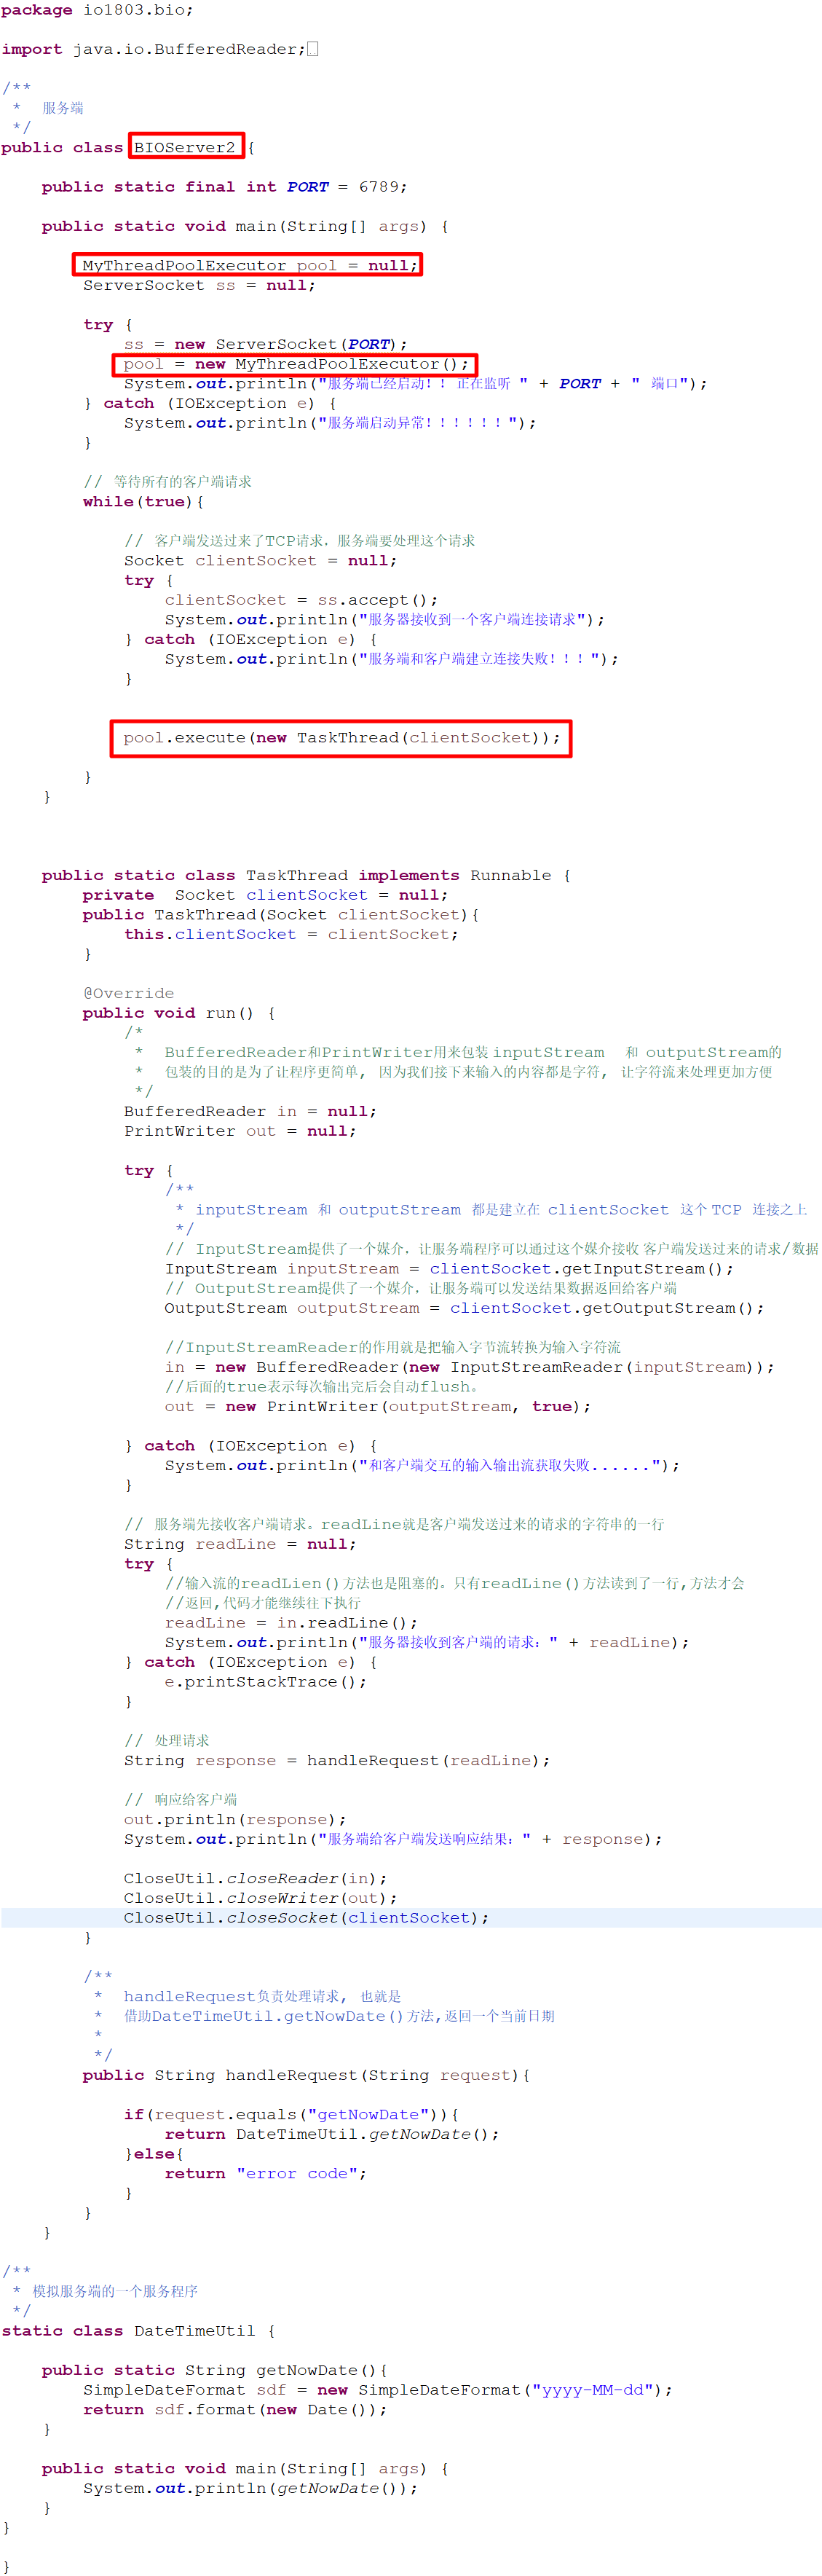 package io1803.bio;
import java.io.BufferedReader;
/**
 *  服务端
 */
public class BIOServer2 {
    public static final int PORT = 6789;
    public static void main(String[] args) {
        MyThreadPoolExecutor pool = null;
        ServerSocket ss = null;
        try {
            ss = new ServerSocket(PORT);
            pool = new MyThreadPoolExecutor();
            System.out.println("服务端已经启动！！ 正在监听 " + PORT + " 端口");
        } catch (IOException e) {
            System.out.println("服务端启动异常！！！！！！");
        }
        // 等待所有的客户端请求
        while(true){
            // 客户端发送过来了TCP请求，服务端要处理这个请求
            Socket clientSocket = null;
            try {
                clientSocket = ss.accept();
                System.out.println("服务器接收到一个客户端连接请求");
            } catch (IOException e) {
                System.out.println("服务端和客户端建立连接失败！！！");
            }
            pool.execute(new TaskThread(clientSocket));
        }
    }
    public static class TaskThread implements Runnable {
        private  Socket clientSocket = null;
        public TaskThread(Socket clientSocket){
            this.clientSocket = clientSocket;
        }
        @Override
        public void run() {
            /*
             *  BufferedReader和PrintWriter用来包装 inputStream  和 outputStream的
             *  包装的目的是为了让程序更简单, 因为我们接下来输入的内容都是字符, 让字符流来处理更加方便
             */
            BufferedReader in = null;
            PrintWriter out = null;
            try {
                /**
                 * inputStream 和 outputStream 都是建立在 clientSocket 这个 TCP 连接之上
                 */
                // InputStream提供了一个媒介，让服务端程序可以通过这个媒介接收 客户端发送过来的请求/数据
                InputStream inputStream = clientSocket.getInputStream();
                // OutputStream提供了一个媒介，让服务端可以发送结果数据返回给客户端
                OutputStream outputStream = clientSocket.getOutputStream();
                //InputStreamReader的作用就是把输入字节流转换为输入字符流
                in = new BufferedReader(new InputStreamReader(inputStream));
                //后面的true表示每次输出完后会自动flush。
                out = new PrintWriter(outputStream, true);
            } catch (IOException e) {
                System.out.println("和客户端交互的输入输出流获取失败......");
            }
            // 服务端先接收客户端请求。readLine就是客户端发送过来的请求的字符串的一行
            String readLine = null;
            try {
                //输入流的readLien()方法也是阻塞的。只有readLine()方法读到了一行,方法才会
                //返回,代码才能继续往下执行
                readLine = in.readLine();
                System.out.println("服务器接收到客户端的请求：" + readLine);
            } catch (IOException e) {
                e.printStackTrace();
            }
            // 处理请求
            String response = handleRequest(readLine);
            // 响应给客户端
            out.println(response);
            System.out.println("服务端给客户端发送响应结果：" + response);
            CloseUtil.closeReader(in);
            CloseUtil.closeWriter(out);
            CloseUtil.closeSocket(clientSocket);
        }
        /**
         *  handleRequest负责处理请求, 也就是
         *  借助DateTimeUtil.getNowDate()方法,返回一个当前日期
         *
         */
        public String handleRequest(String request){
            if(request.equals("getNowDate")){
                return DateTimeUtil.getNowDate();
            }else{
                return "error code";
            }
        }
    }
/**
 * 模拟服务端的一个服务程序
 */
static class DateTimeUtil {
    public static String getNowDate(){
        SimpleDateFormat sdf = new SimpleDateFormat("yyyy-MM-dd");
        return sdf.format(new Date());
    }
    public static void main(String[] args) {
        System.out.println(getNowDate());
    }
}
}